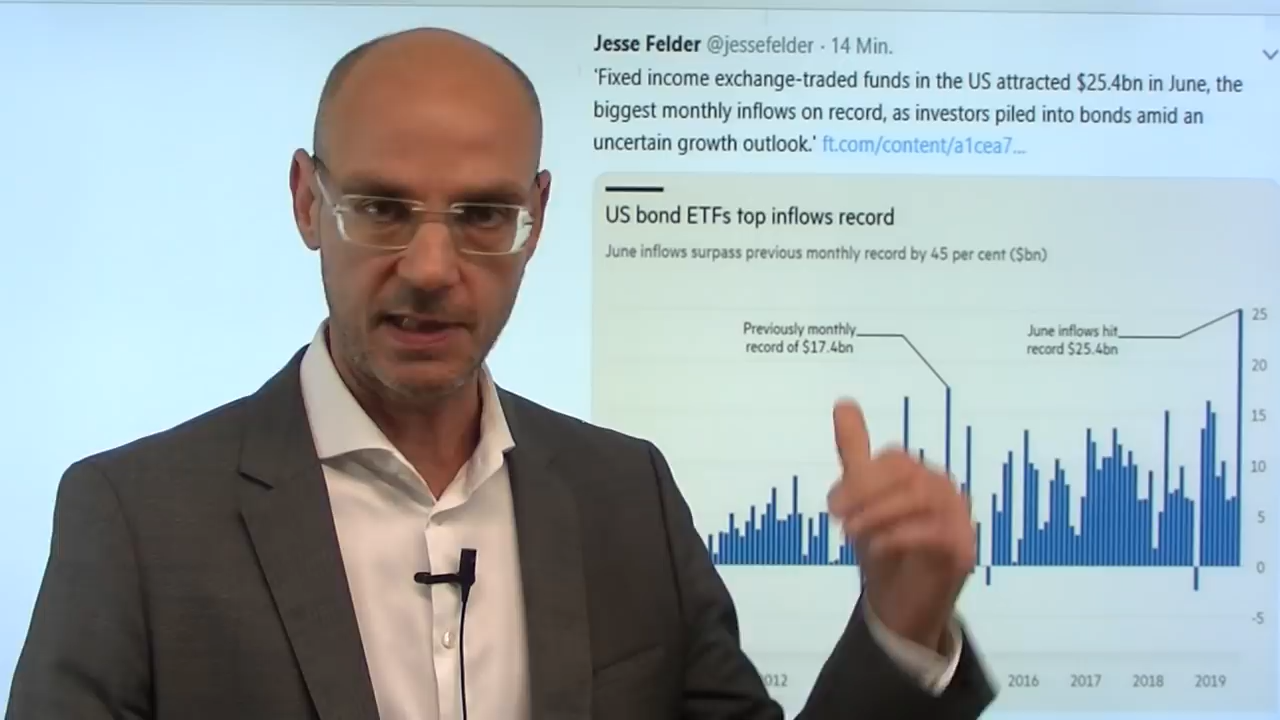 Jesse Felder @jessefelder · 14 Min.
'Fixed income exchange-traded funds in the US attracted $25.4bn in June, the
biggest monthly inflows on record, as investors piled into bonds amid an
uncertain growth outlook.' ft.com/content/a1cea7...
US bond ETFs top inflows record
June inflows surpass previous monthly record by 45 per cent ($bn)
Previously monthly
record of $17.4bn
June inflows hit
record $25.4bn
25
20
15
10
5
0
-5
2016 2017 2018 2019